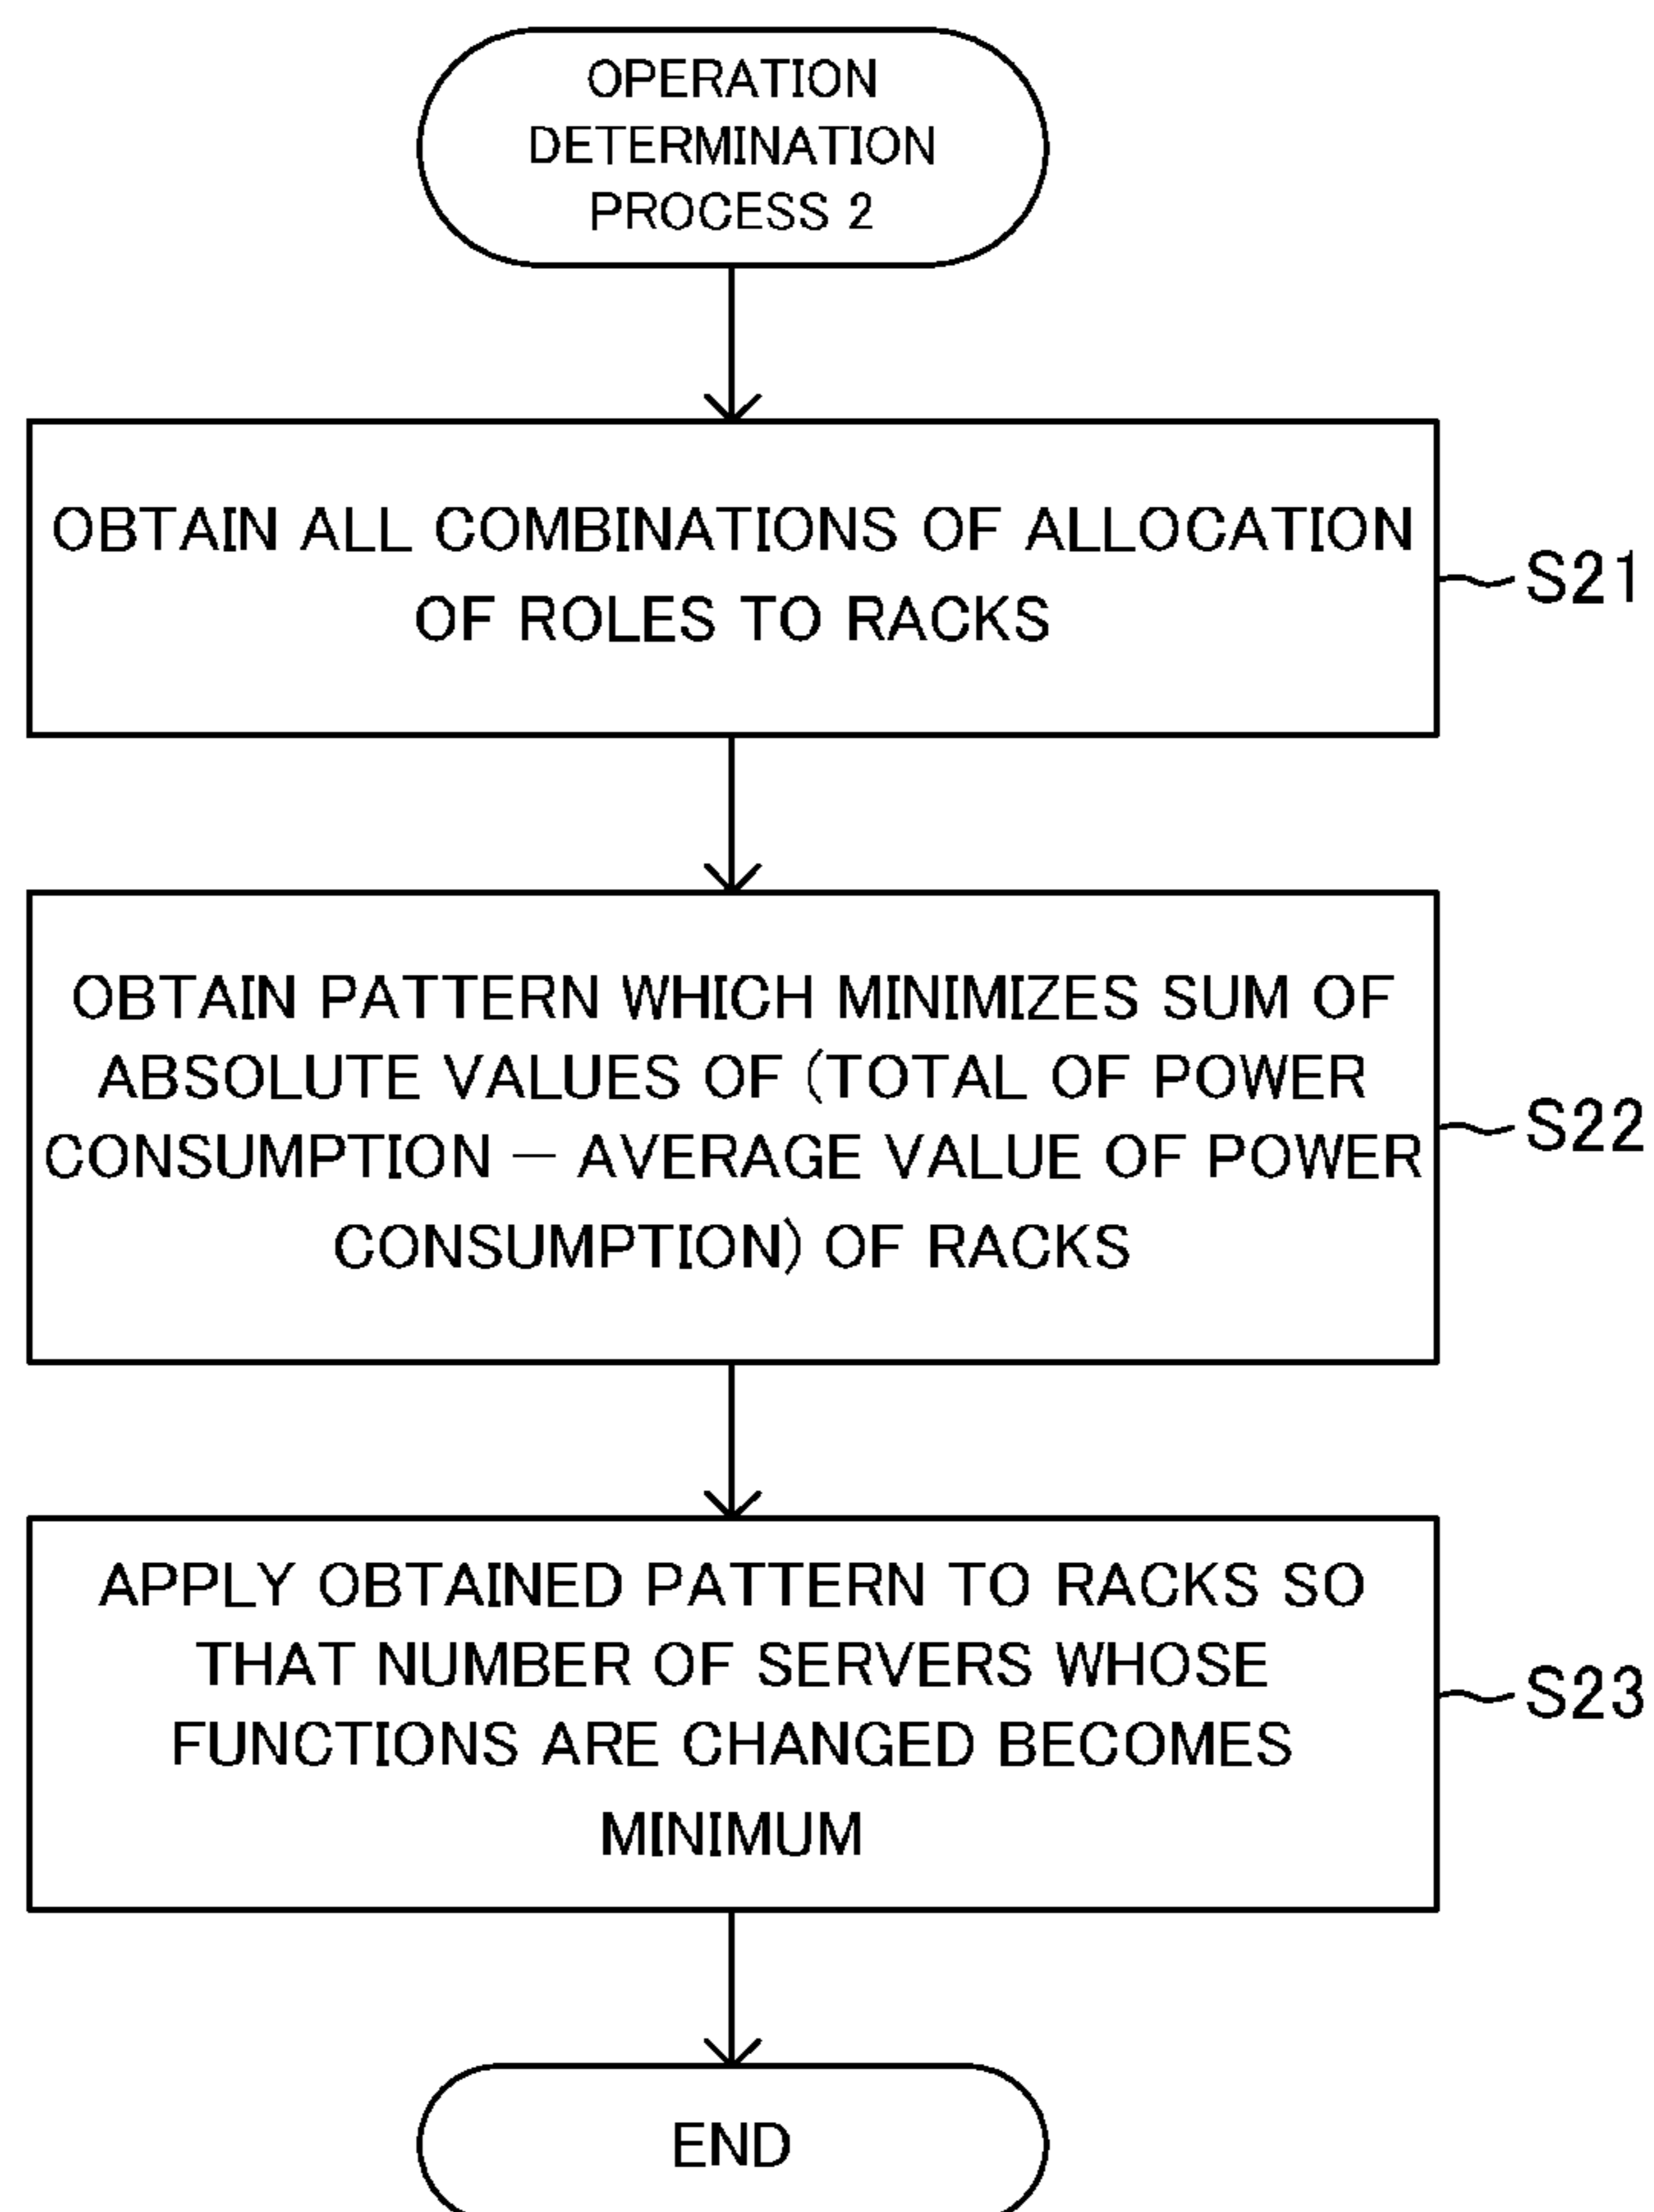 OPERATION
DETERMINATION
PROCESS 2
OBTAIN ALL COMBINATIONS OF ALLOCATION
OF ROLES TO RACKS
S21
OBTAIN PATTERN WHICH MINIMIZES SUM OF
ABSOLUTE VALUES OF (TOTAL OF POWER
CONSUMPTION — AVERAGE VALUE OF POWER
CONSUMPTION) OF RACKS
S22
APPLY OBTAINED PATTERN TO RACKS SO
THAT NUMBER OF SERVERS WHOSE
FUNCTIONS ARE CHANGED BECOMES
MINIMUM
S23
END